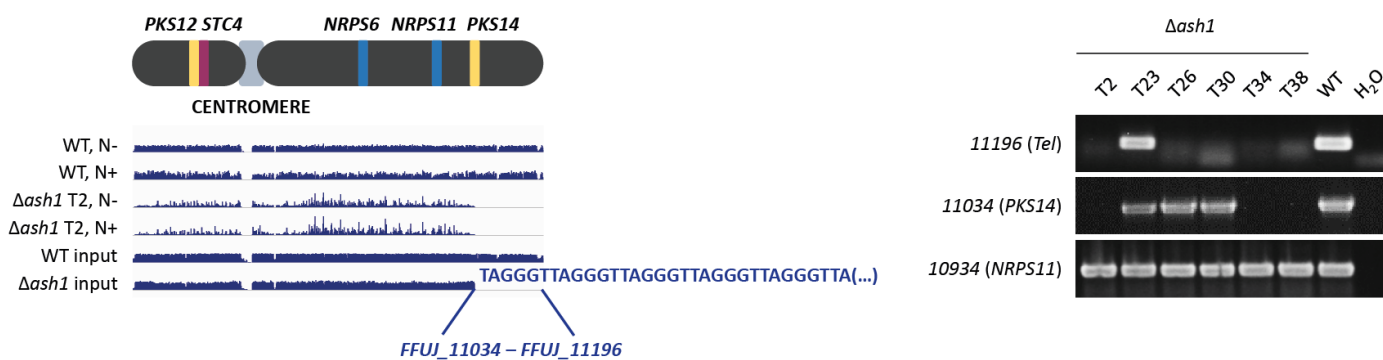 PKS12 STC4 NRPS6 NRPS11 PKS14
CENTROMERE
WT, N-
WT, N+
Δash1 T2, N-
Δash1 T2, N+
WT input
Δash1 input
TAGGGTTAGGGTTAGGGTTAGGGTTAGGGTTA(...)
FFUJ_11034 – FFUJ_11196
Δash1
T2 T23 T26 T30 T34 T38 WT H₂O
11196 (Tel)
11034 (PKS14)
10934 (NRPS11)